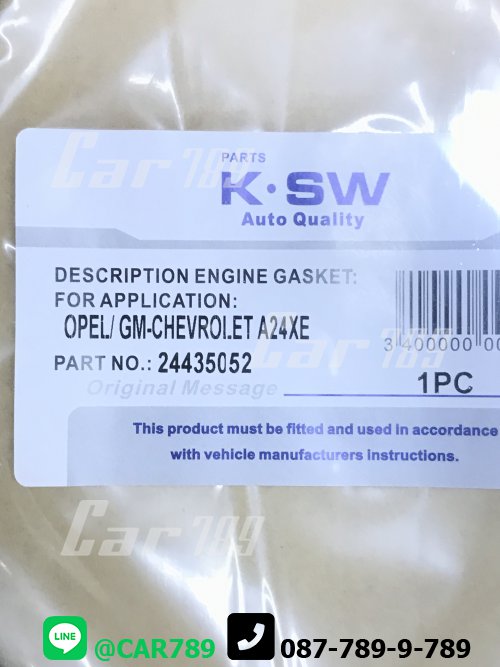 PARTS
K·SW
Auto Quality
DESCRIPTION ENGINE GASKET:
FOR APPLICATION:
OPEL/ GM-CHEVROLET A24XE
PART NO.: 24435052
3 400000 00
Original Message
1PC
This product must be fitted and used in accordance
with vehicle manufacturers instructions.
Car 789
Car 789
Car 789
LINE
@CAR789
087-789-9-789